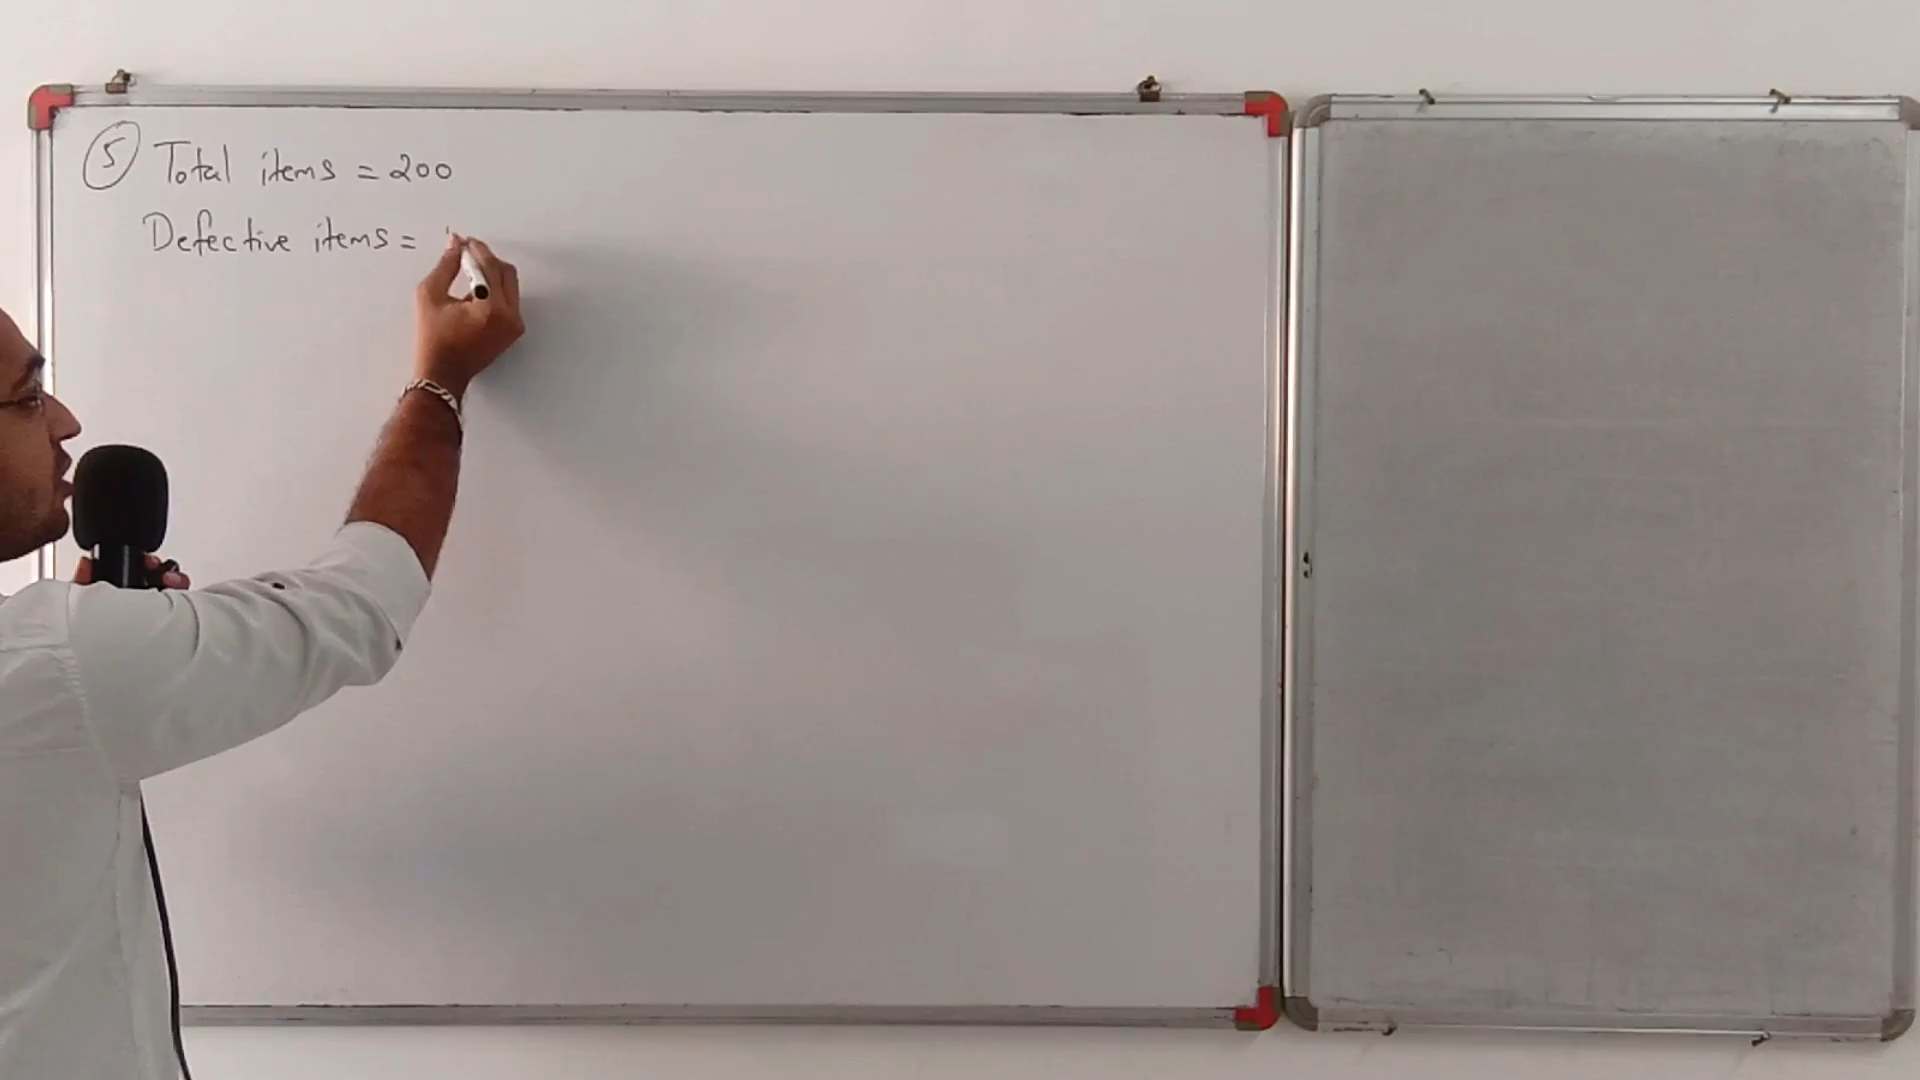 5 Total items = 200
Defective items =